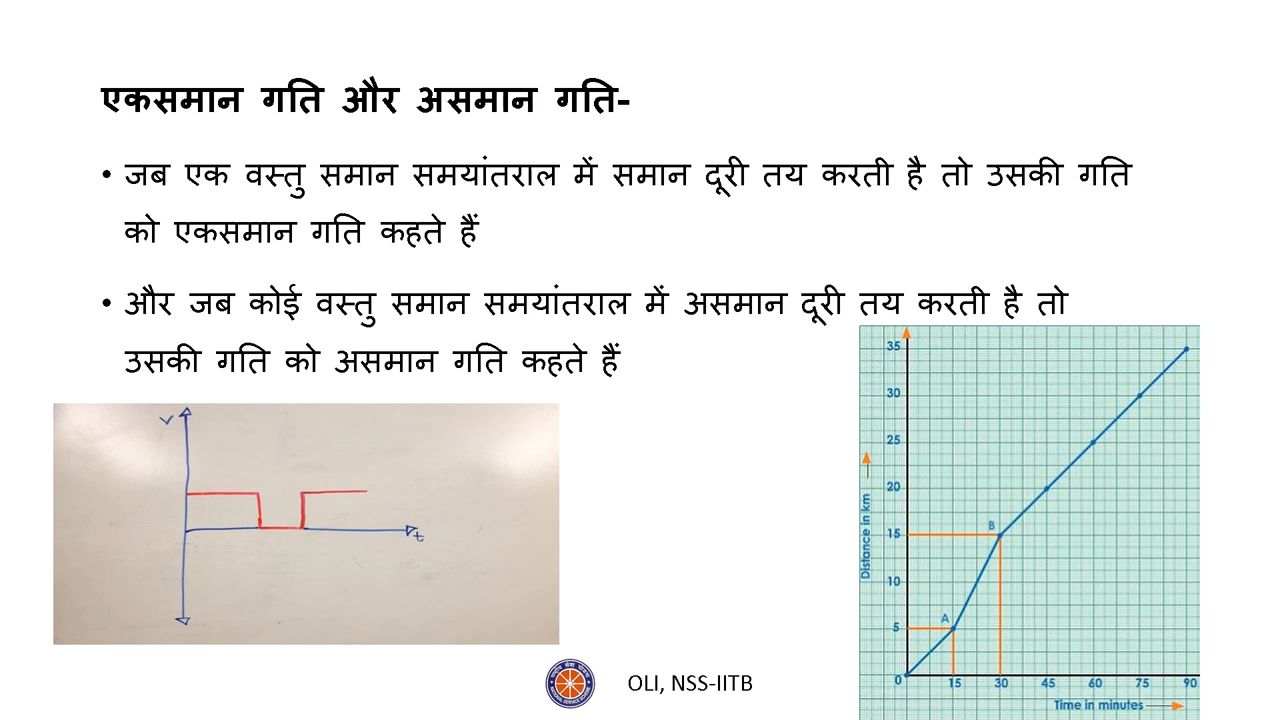 एकसमान गति और असमान गति-
• जब एक वस्तु समान समयांतराल में समान दूरी तय करती है तो उसकी गति
को एकसमान गति कहते हैं
• और जब कोई वस्तु समान समयांतराल में असमान दूरी तय करती है तो
उसकी गति को असमान गति कहते हैं
v
t
35
30
25
20
15
10
5
0
Distance in km
A
B
15 30 45 60 75 90
Time in minutes
OLI, NSS-IITB